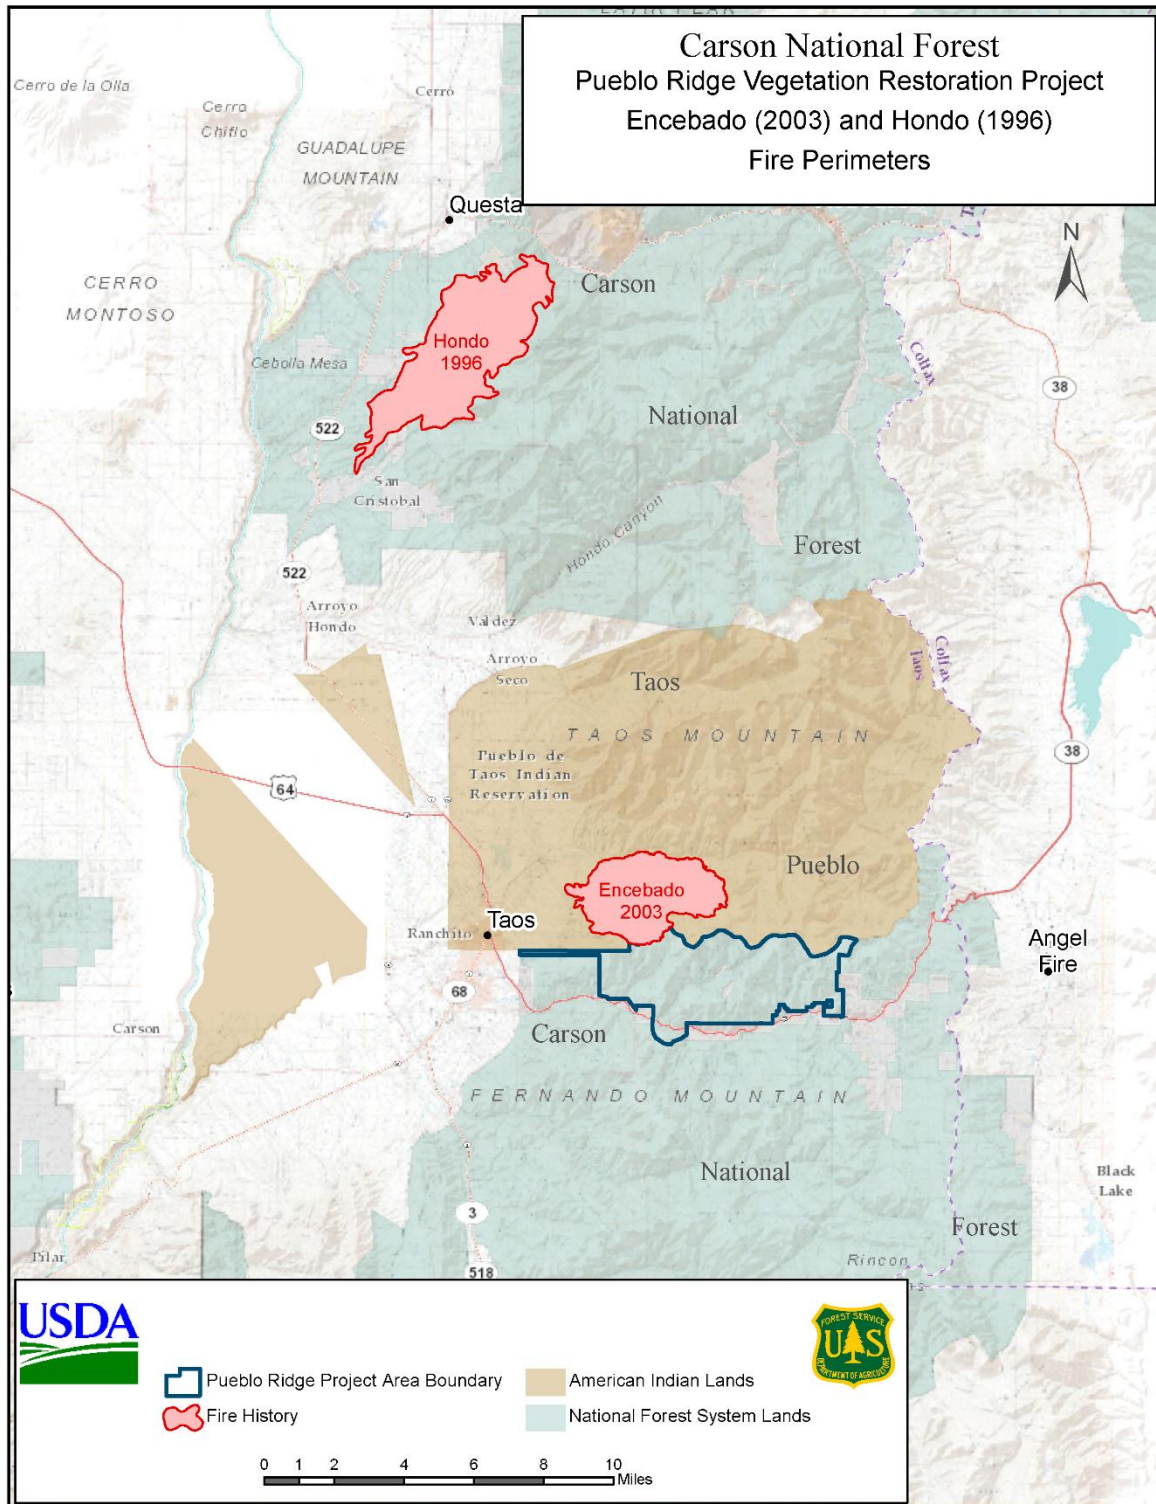 Carson National Forest
Pueblo Ridge Vegetation Restoration Project
Encebado (2003) and Hondo (1996)
Fire Perimeters
Cerro de la Olla
Cerro
Cerro
Chiflo
GUADALUPE
MOUNTAIN
Questa
N
CERRO
MONTOSO
Carson
Hondo
1996
Cebolla Mesa
Colfax
38
National
522
San
Cristobal
Hondo Canyon
Forest
522
Arroyo
Hondo
Valdez
Arroyo
Seco
Colfax
Taos
Taos
TAOS MOUNTAIN
38
Pueblo de
Taos Indian
Reservation
64
Pueblo
Encebado
2003
Taos
Ranchito
Angel
Fire
68
Carson
Carson
FERNANDO MOUNTAIN
National
Black
Lake
3
Forest
Pilar
Rincon
518
USDA
FOREST SERVICE
U S
DEPARTMENT OF AGRICULTURE
Pueblo Ridge Project Area Boundary
American Indian Lands
Fire History
National Forest System Lands
0 1 2 4 6 8 10
Miles